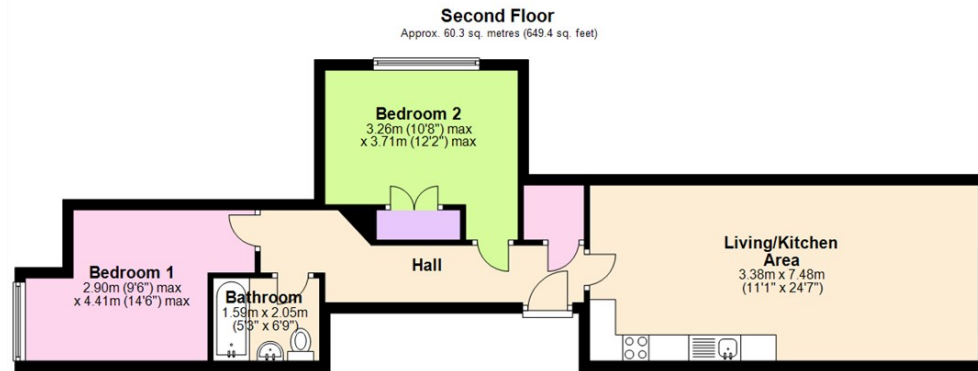 Second Floor
Approx. 60.3 sq. metres (649.4 sq. feet)
Bedroom 2
3.26m (10'8") max
x 3.71m (12'2") max
Living/Kitchen
Area
3.38m x 7.48m
(11'1" x 24'7")
Hall
Bedroom 1
2.90m (9'6") max
x 4.41m (14'6") max
Bathroom
1.59m x 2.05m
(5'3" x 6'9")